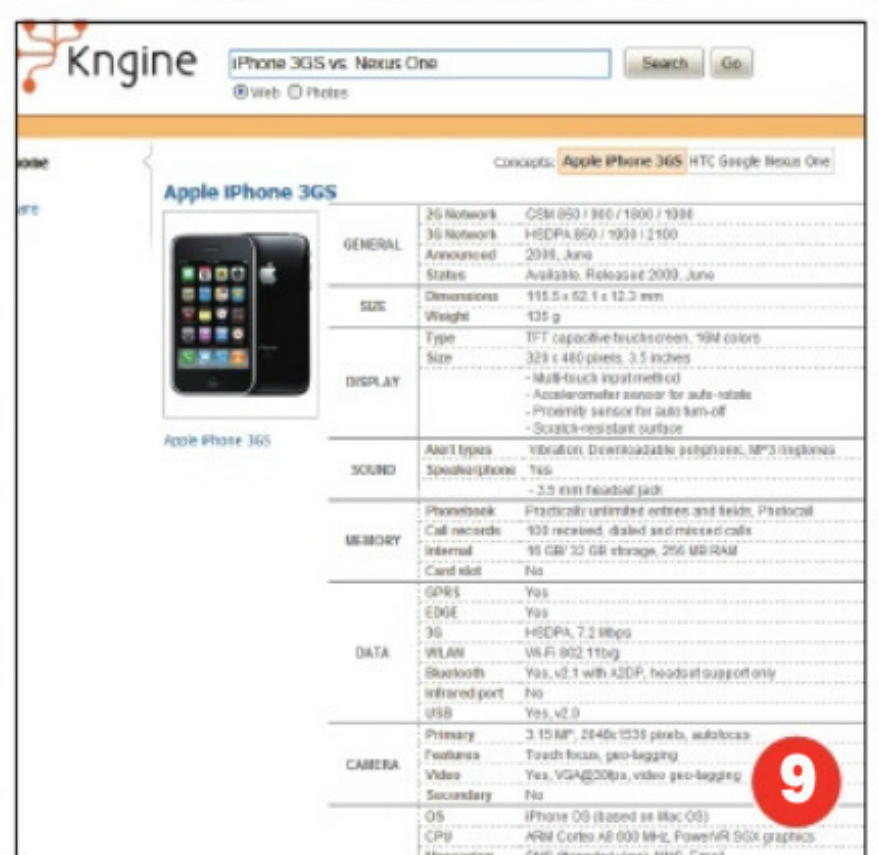 Kngine
iPhone 3GS vs. Nexus One
Search Go
Web Photos
Concepts: Apple iPhone 3GS HTC Google Nexus One
Apple iPhone 3GS
Apple iPhone 3GS
GENERAL
2G Network GSM 850 / 900 / 1800 / 1900
3G Network HSDPA 850 / 1900 / 2100
Announced 2009, June
Status Available. Released 2009, June
SIZE
Dimensions 115.5 x 62.1 x 12.3 mm
Weight 135 g
DISPLAY
Type TFT capacitive touchscreen, 16M colors
Size 320 x 480 pixels, 3.5 inches
- Multi-touch input method
- Accelerometer sensor for auto-rotate
- Proximity sensor for auto turn-off
- Scratch-resistant surface
SOUND
Alert types Vibration, Downloadable polyphonic, MP3 ringtones
Speakerphone Yes
- 3.5 mm headset jack
MEMORY
Phonebook Practically unlimited entries and fields, Photocall
Call records 100 received, dialed and missed calls
Internal 16 GB/ 32 GB storage, 256 MB RAM
Card slot No
DATA
GPRS Yes
EDGE Yes
3G HSDPA, 7.2 Mbps
WLAN Wi-Fi 802.11b/g
Bluetooth Yes, v2.1 with A2DP, headset support only
Infrared port No
USB Yes, v2.0
CAMERA
Primary 3.15 MP, 2048x1536 pixels, autofocus
Features Touch focus, geo-tagging
Video Yes, VGA@30fps, video geo-tagging
Secondary No
OS iPhone OS (based on Mac OS)
CPU ARM Cortex A8 600 MHz, PowerVR SGX graphics
9